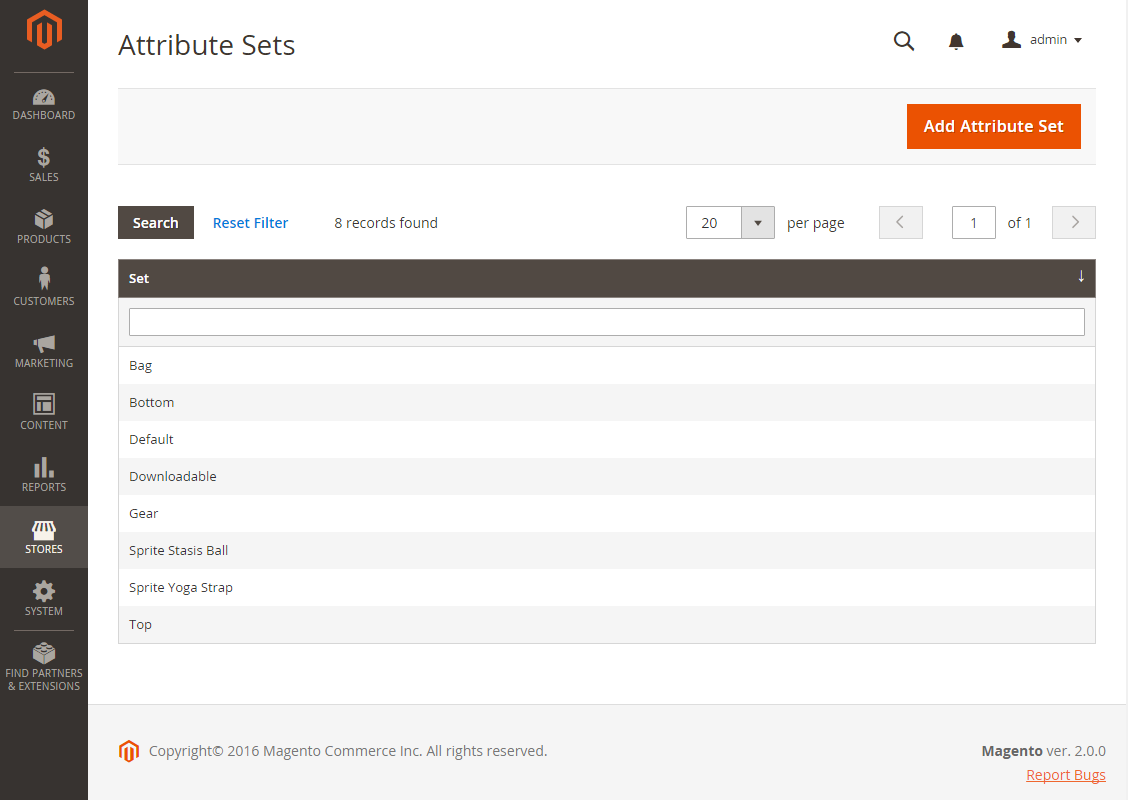 Attribute Sets
admin
DASHBOARD
SALES
PRODUCTS
CUSTOMERS
MARKETING
CONTENT
REPORTS
STORES
SYSTEM
FIND PARTNERS
& EXTENSIONS
Add Attribute Set
Search Reset Filter 8 records found 20 per page 1 of 1
Set ↓
Bag
Bottom
Default
Downloadable
Gear
Sprite Stasis Ball
Sprite Yoga Strap
Top
Copyright© 2016 Magento Commerce Inc. All rights reserved.
Magento ver. 2.0.0
Report Bugs